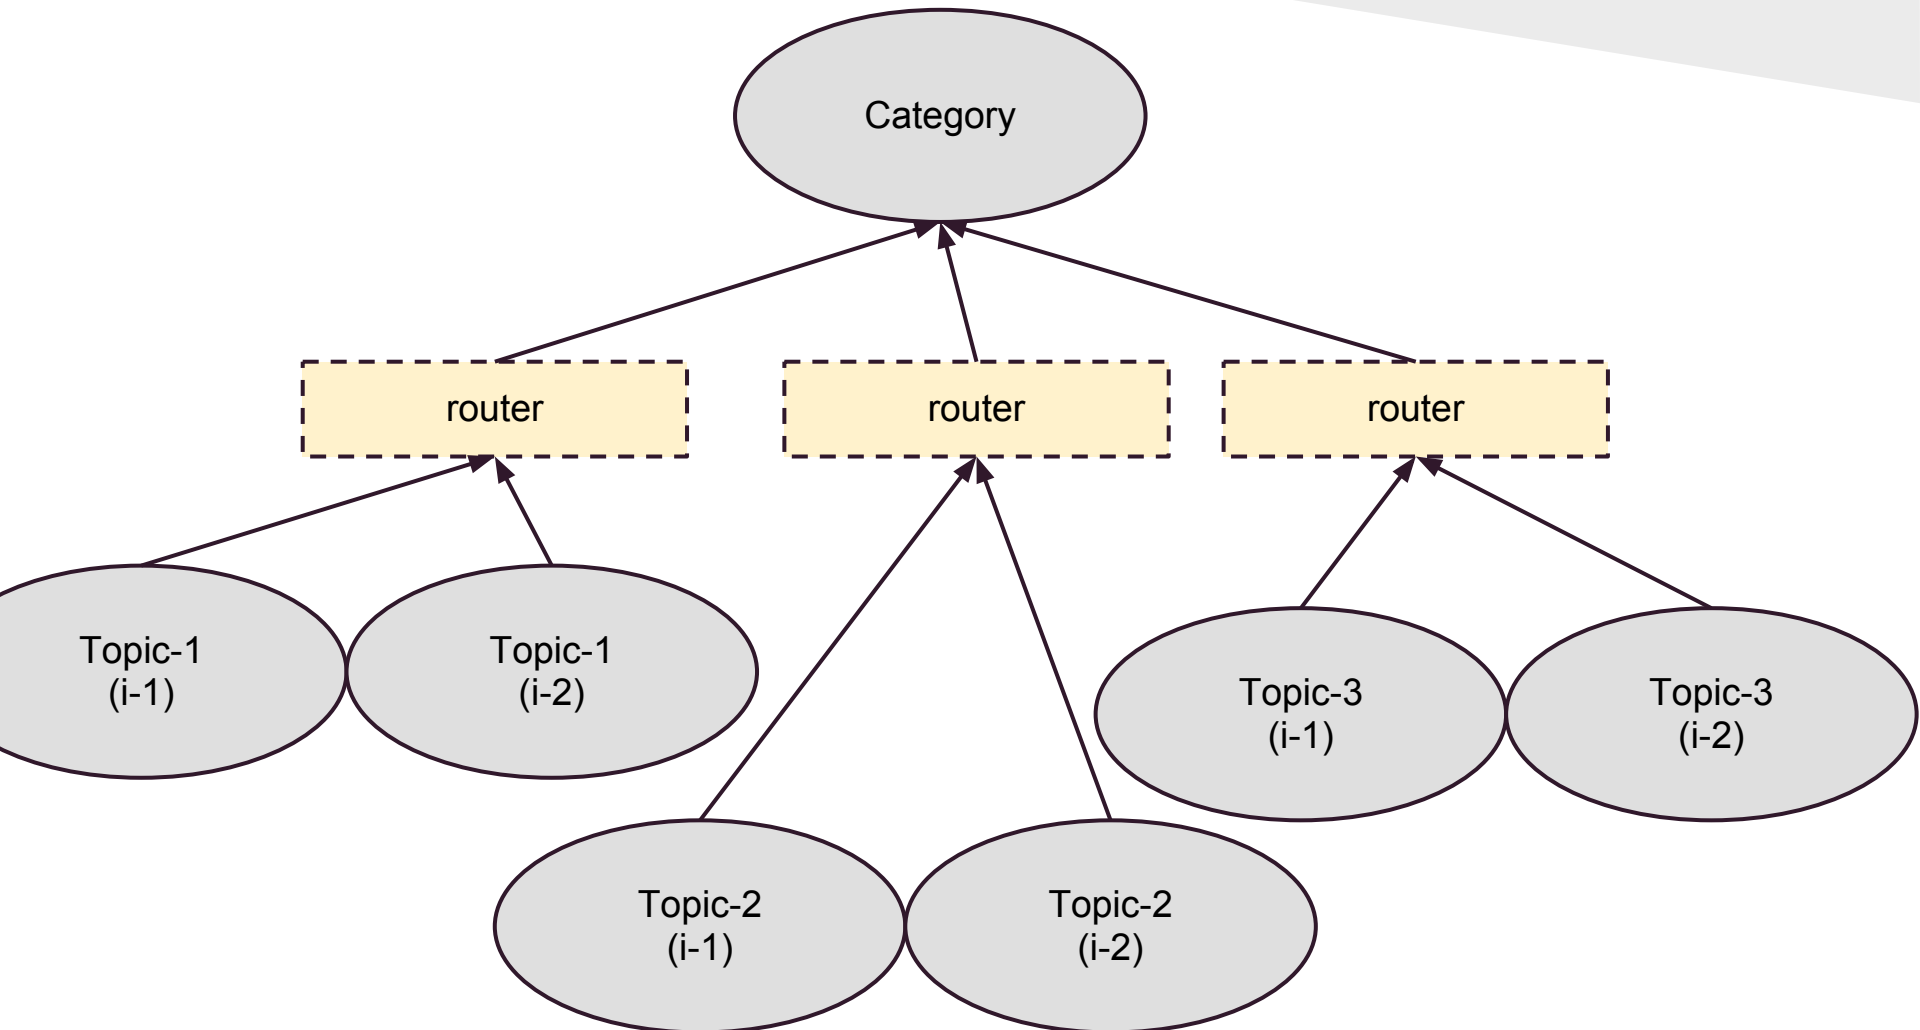 Category
router
router
router
Topic-1
(i-1)
Topic-1
(i-2)
Topic-3
(i-1)
Topic-3
(i-2)
Topic-2
(i-1)
Topic-2
(i-2)